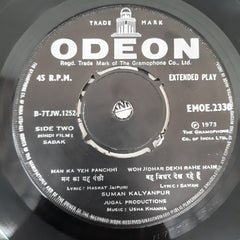 TRADE MARK
ODEON
Regd. Trade Mark of The Gramophone Co. Ltd.
45 R.P.M. EXTENDED PLAY
B-7TJW.1252 EMOE.2330
SIDE TWO
(HINDI FILM)
SADAK
℗ 1973
THE GRAMOPHONE
CO. OF INDIA
MAN KA YEH PANCHHI
मन का यह पंछी
LYRIC: HASRAT JAIPURI
WOH JIDHAR DEKH RAHE HAIN
वह जिधर देख रहे हैं
LYRIC: SAWAN
SUMAN KALYANPUR
JUGAL PRODUCTIONS
MUSIC: USHA KHANNA